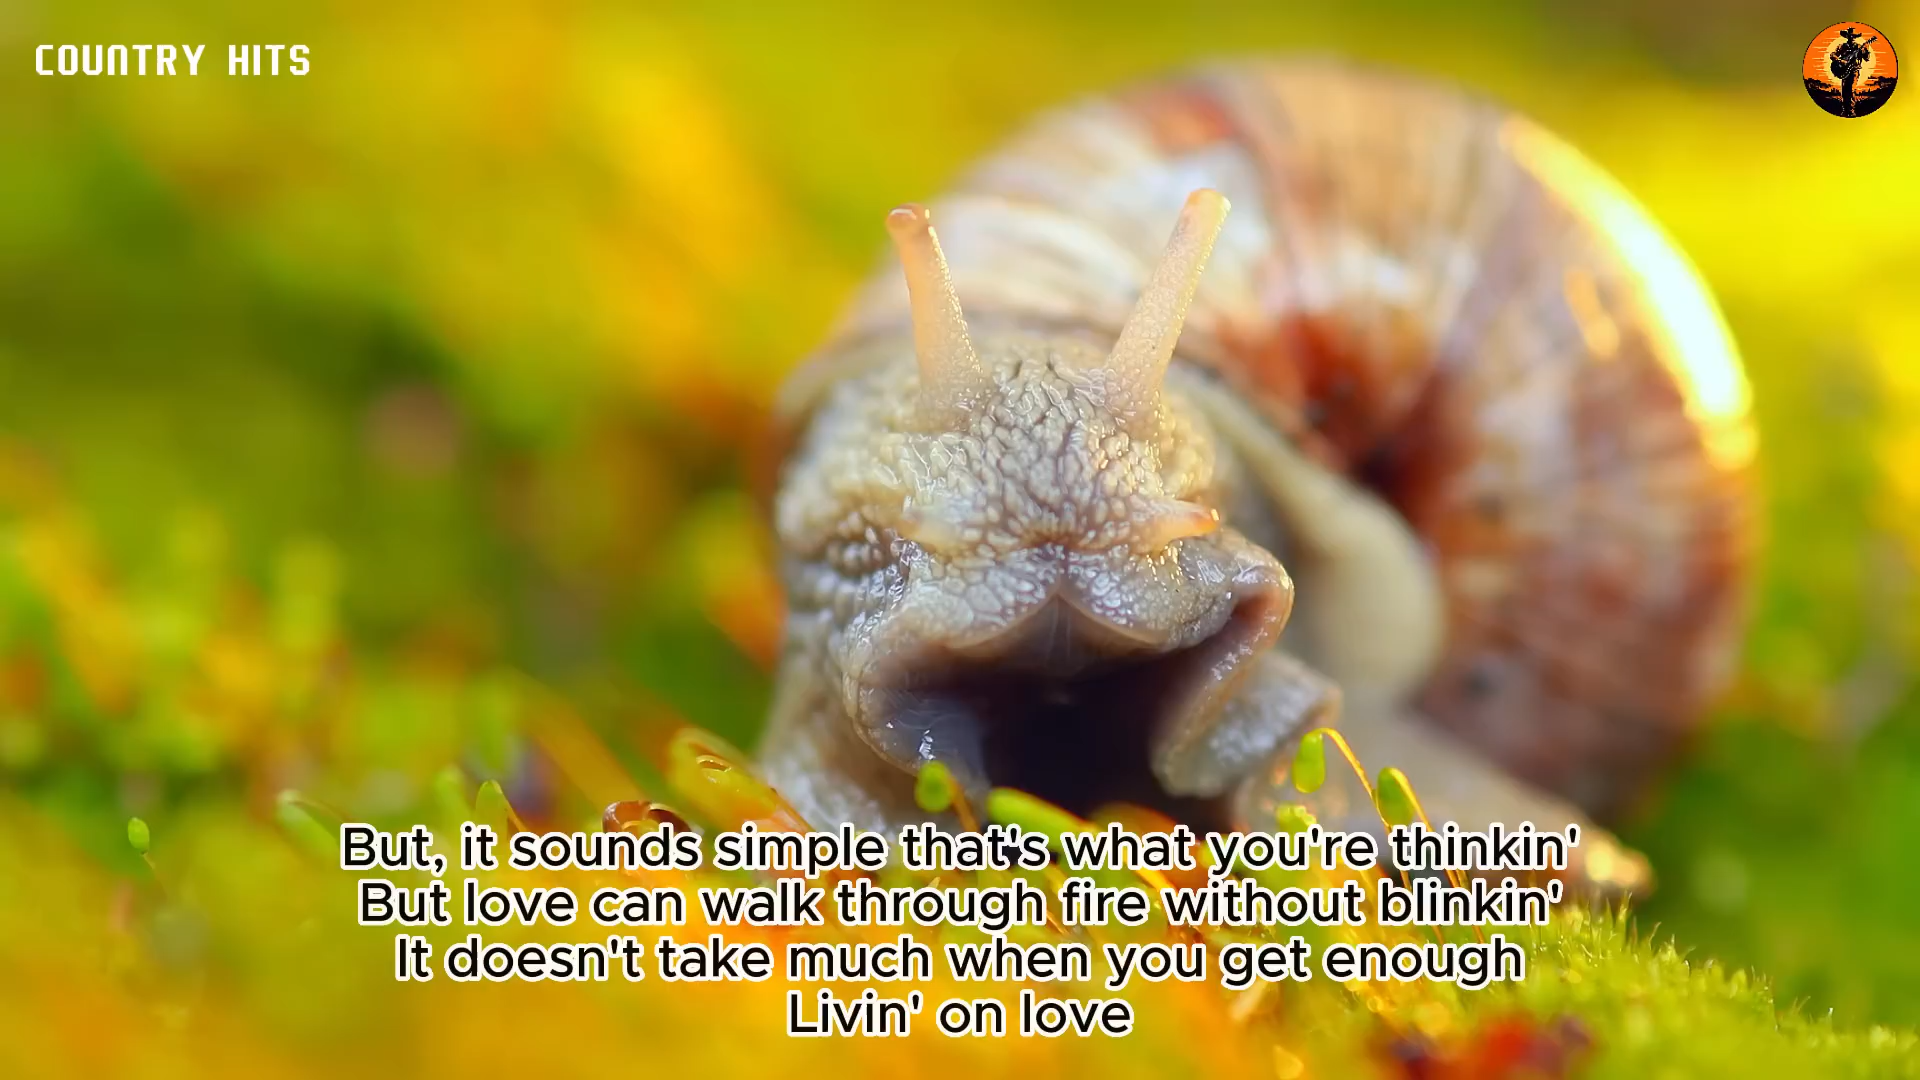 COUNTRY HITS
But, it sounds simple that's what you're thinkin'
But love can walk through fire without blinkin'
It doesn't take much when you get enough
Livin' on love